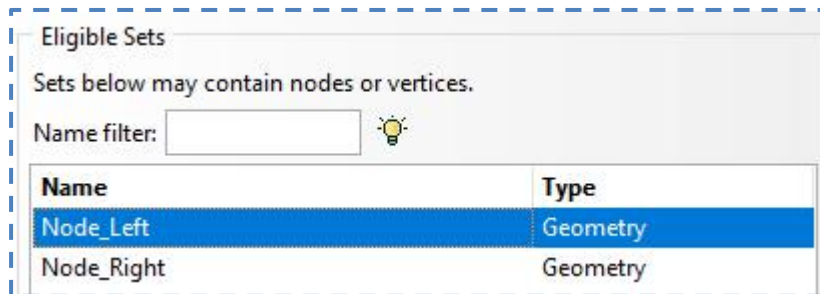 Eligible Sets
Sets below may contain nodes or vertices.
Name filter:
Name Type
Node_Left Geometry
Node_Right Geometry